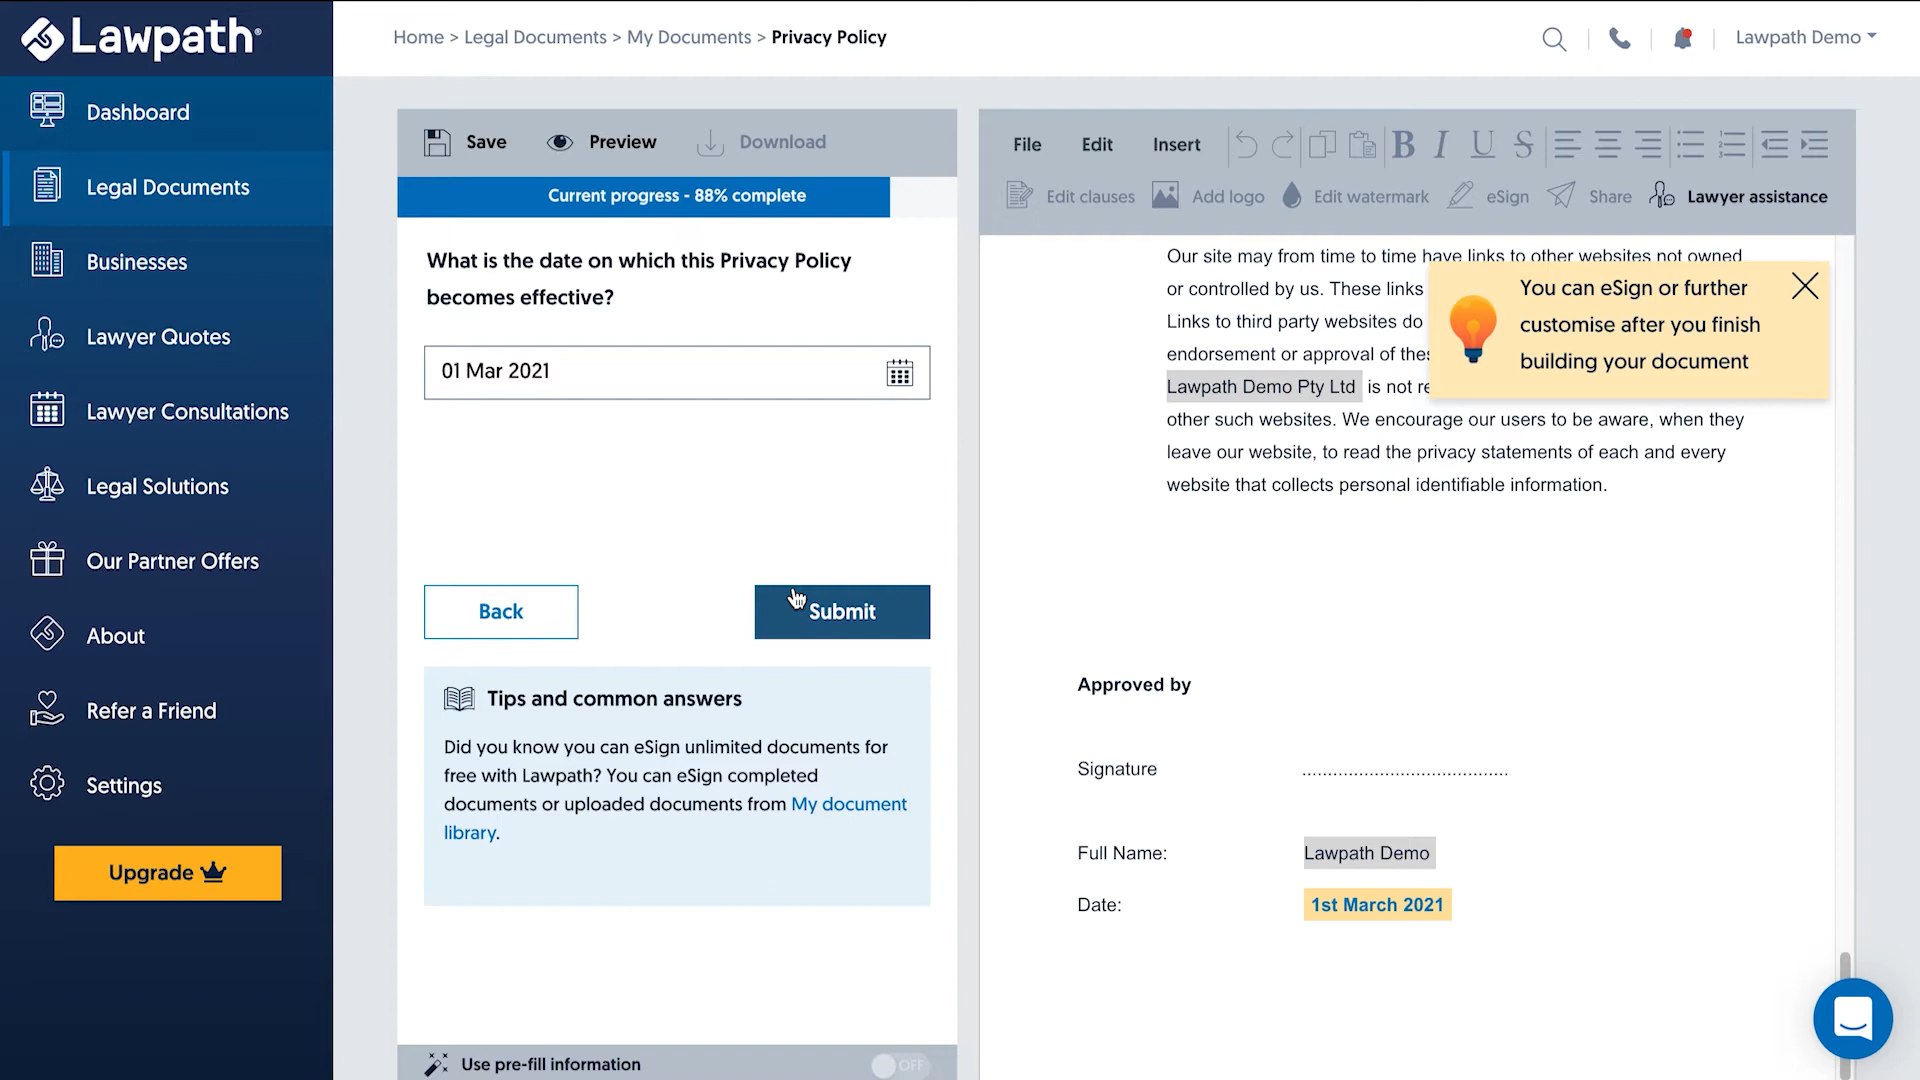 Lawpath®
Home > Legal Documents > My Documents > Privacy Policy
Lawpath Demo
Dashboard
Legal Documents
Businesses
Lawyer Quotes
Lawyer Consultations
Legal Solutions
Our Partner Offers
About
Refer a Friend
Settings
Upgrade
Save
Preview
Download
Current progress - 88% complete
What is the date on which this Privacy Policy
becomes effective?
01 Mar 2021
Back
Submit
Tips and common answers
Did you know you can eSign unlimited documents for
free with Lawpath? You can eSign completed
documents or uploaded documents from My document
library.
Use pre-fill information
OFF
File
Edit
Insert
B I U S
Edit clauses
Add logo
Edit watermark
eSign
Share
Lawyer assistance
Our site may from time to time have links to other websites not owned
or controlled by us. These links
Links to third party websites do
endorsement or approval of
Lawpath Demo Pty Ltd is not
other such websites. We encourage our users to be aware, when they
leave our website, to read the privacy statements of each and every
website that collects personal identifiable information.
You can eSign or further
customise after you finish
building your document
Approved by
Signature ........................................
Full Name: Lawpath Demo
Date: 1st March 2021